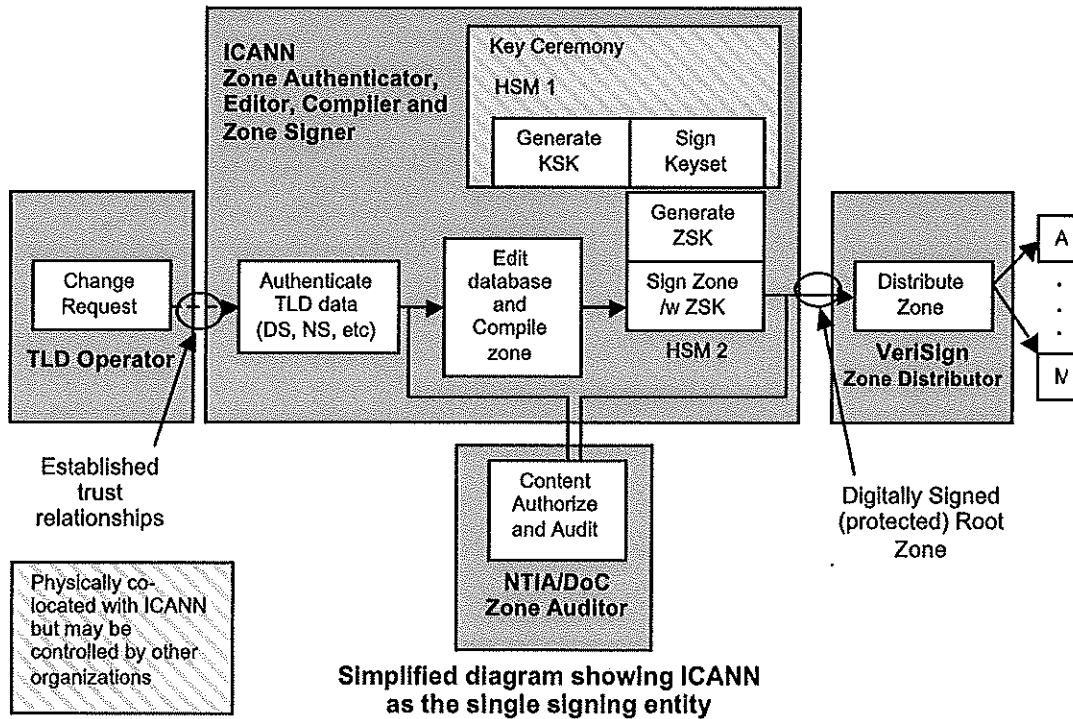 ICANN
Zone Authenticator,
Editor, Compiler and
Zone Signer
Key Ceremony
HSM 1
Generate
KSK
Sign
Keyset
Generate
ZSK
Sign Zone
/w ZSK
HSM 2
Change
Request
TLD Operator
Authenticate
TLD data
(DS, NS, etc)
Edit
database
and
Compile
zone
Distribute
Zone
VeriSign
Zone Distributor
A
.
.
.
.
M
Established
trust
relationships
Content
Authorize
and Audit
NTIA/DoC
Zone Auditor
Digitally Signed
(protected) Root
Zone
Physically co-
located with ICANN
but may be
controlled by other
organizations
Simplified diagram showing ICANN
as the single signing entity